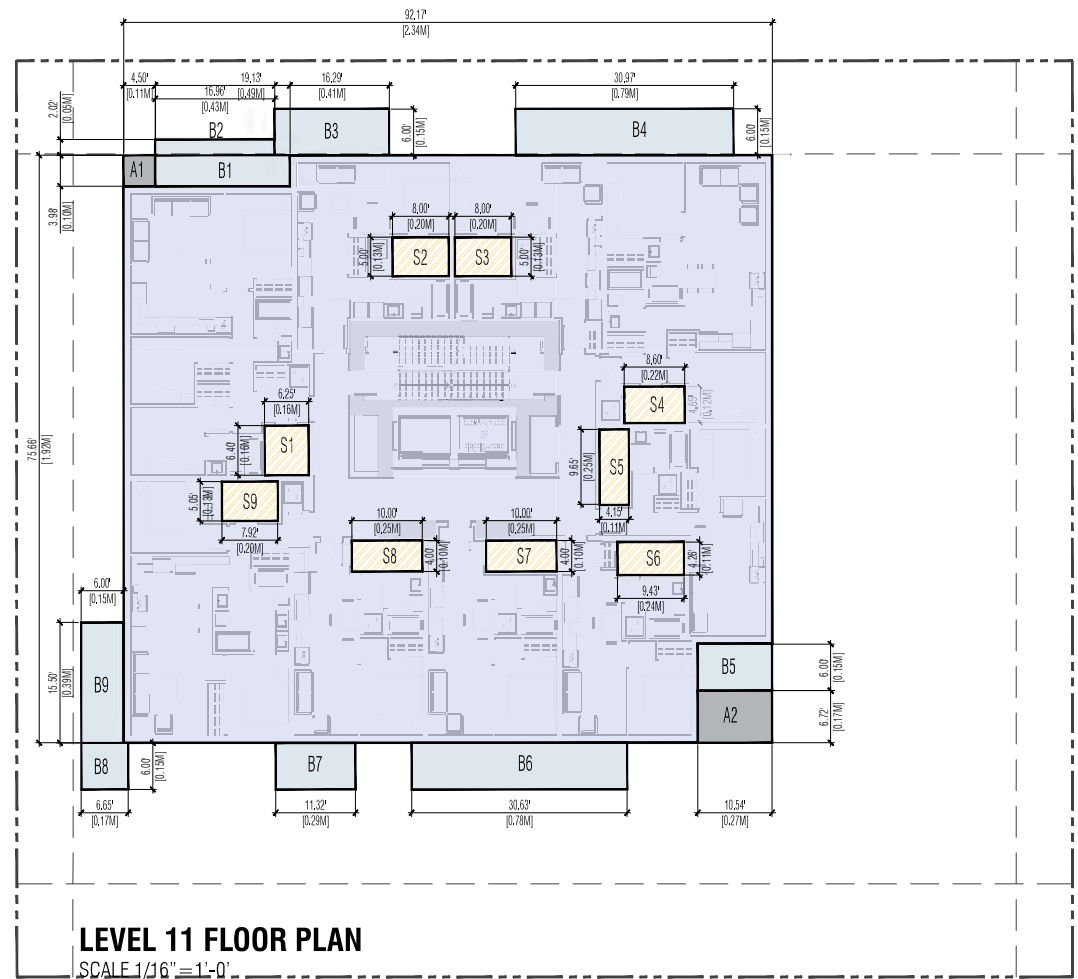 92.17'
[2.34M]
4.50'
[0.11M]
19.13'
[0.49M]
16.96'
[0.43M]
16.29'
[0.41M]
30.97'
[0.79M]
2.02'
[0.05M]
B2
B3
6.00'
[0.15M]
B4
6.00'
[0.15M]
A1
B1
3.98'
[0.10M]
8.00'
[0.20M]
8.00'
[0.20M]
5.00'
[0.13M]
S2
S3
5.00'
[0.13M]
8.60'
[0.22M]
S4
4.65'
[0.12M]
6.25'
[0.16M]
6.40'
[0.16M]
S1
75.66'
[1.92M]
9.65'
[0.25M]
S5
4.15'
[0.11M]
5.05'
[0.13M]
S9
7.92'
[0.20M]
10.00'
[0.25M]
10.00'
[0.25M]
S8
4.00'
[0.10M]
S7
4.00'
[0.10M]
S6
4.26'
[0.11M]
9.43'
[0.24M]
6.00'
[0.15M]
15.50'
[0.39M]
B9
B5
6.00'
[0.15M]
A2
6.72'
[0.17M]
B8
6.00'
[0.15M]
B7
B6
6.65'
[0.17M]
11.32'
[0.29M]
30.63'
[0.78M]
10.54'
[0.27M]
LEVEL 11 FLOOR PLAN
SCALE 1/16"=1'-0'